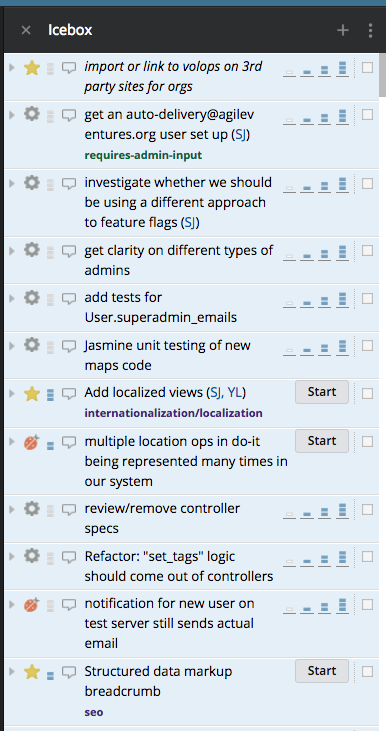 Icebox
import or link to volops on 3rd
party sites for orgs
get an auto-delivery@agilev
entures.org user set up (SJ)
requires-admin-input
investigate whether we should
be using a different approach
to feature flags (SJ)
get clarity on different types of
admins
add tests for
User.superadmin_emails
Jasmine unit testing of new
maps code
Add localized views (SJ, YL)
Start
internationalization/localization
multiple location ops in do-it
Start
being represented many times in
our system
review/remove controller
specs
Refactor: "set_tags" logic
should come out of controllers
notification for new user on
test server still sends actual
email
Structured data markup
Start
breadcrumb
seo